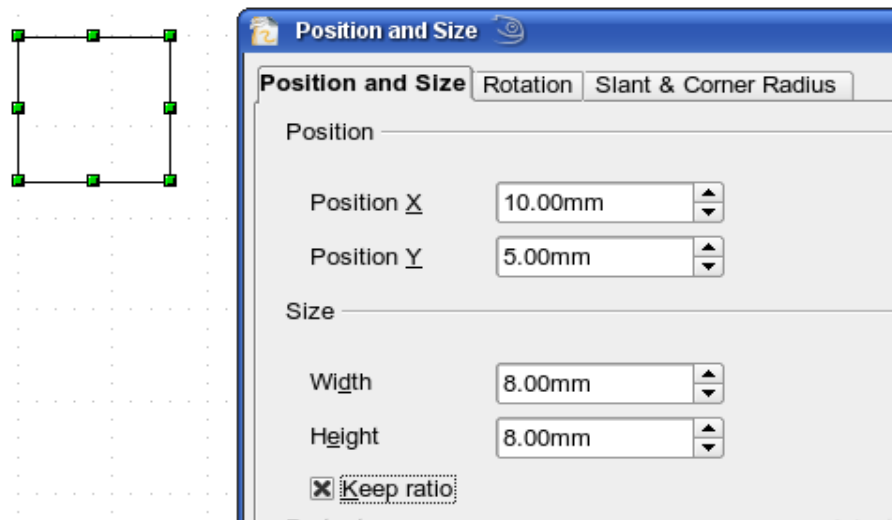 Position and Size
Position and Size Rotation Slant & Corner Radius
Position
Position X 10.00mm
Position Y 5.00mm
Size
Width 8.00mm
Height 8.00mm
Keep ratio